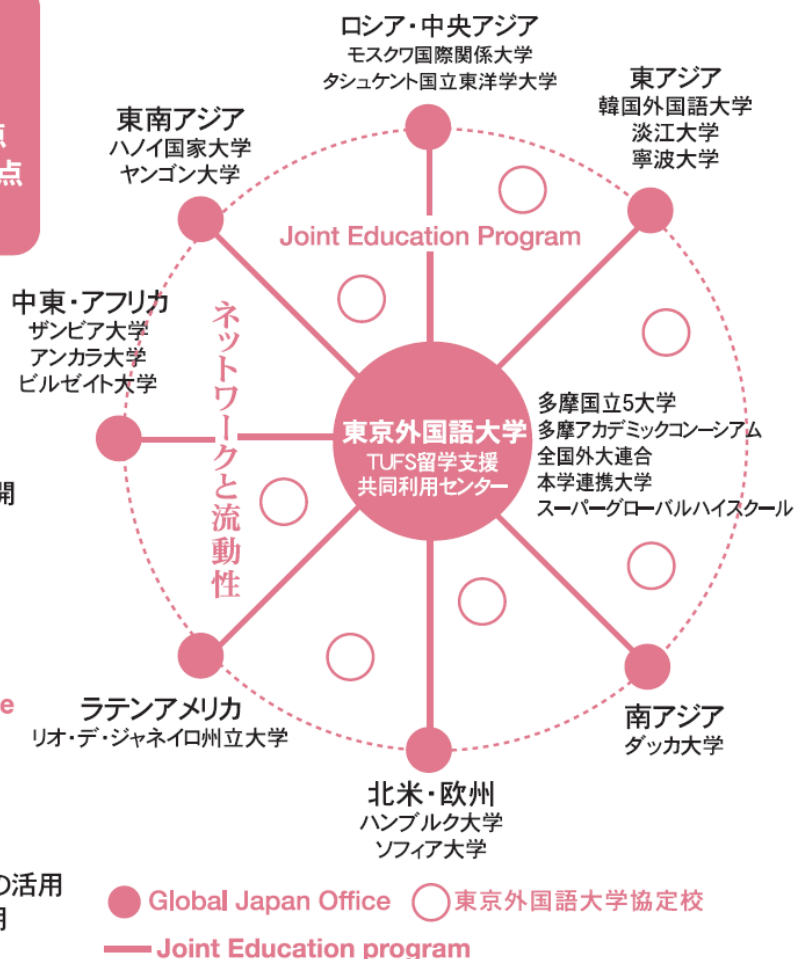 点
点
ロシア・中央アジア
モスクワ国際関係大学
タシュケント国立東洋学大学
東アジア
韓国外国語大学
淡江大学
寧波大学
東南アジア
ハノイ国家大学
ヤンゴン大学
Joint Education Program
中東・アフリカ
ザンビア大学
アンカラ大学
ビルゼイト大学
ネットワークと流動性
東京外国語大学
TUFS留学支援
共同利用センター
多摩国立5大学
多摩アカデミックコンーシアム
全国外大連合
本学連携大学
スーパーグローバルハイスクール
開
e
ラテンアメリカ
リオ・デ・ジャネイロ州立大学
南アジア
ダッカ大学
北米・欧州
ハンブルク大学
ソフィア大学
の活用
用
Global Japan Office
東京外国語大学協定校
Joint Education program